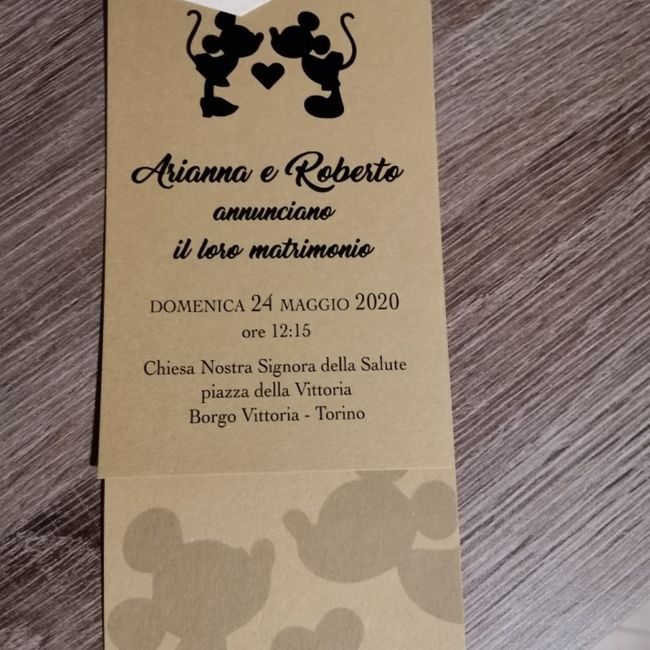 Arianna e Roberto
annunciano
il loro matrimonio
DOMENICA 24 MAGGIO 2020
ore 12:15
Chiesa Nostra Signora della Salute
piazza della Vittoria
Borgo Vittoria - Torino